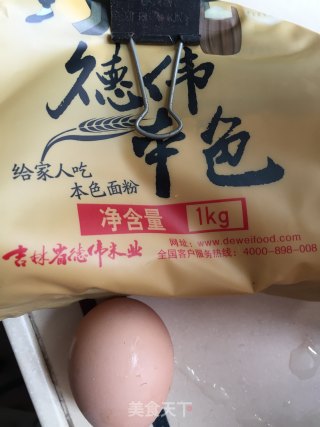 德伟
本色
给家人吃
本色面粉
净含量 1kg
吉林省德伟米业
网址：www.deweifood.com
全国客户服务热线：4000-898-008
美食天下